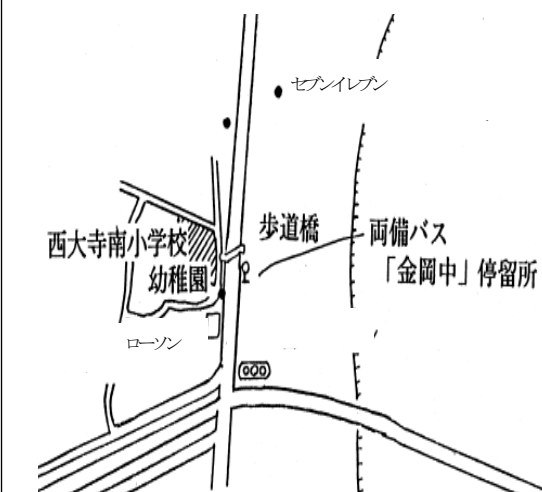 セブンイレブン
歩道橋
両備バス
「金岡中」停留所
西大寺南小学校
幼稚園
ローソン